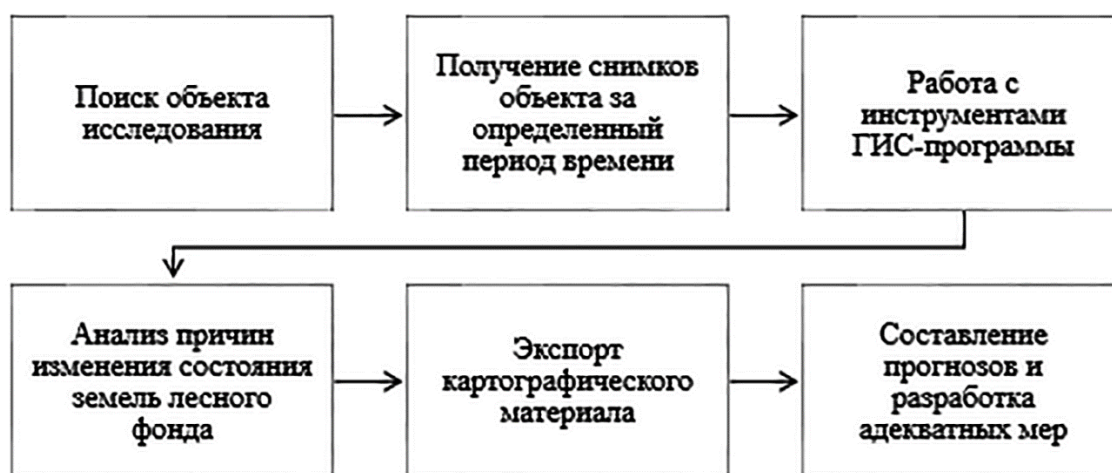 Поиск объекта
исследования
Получение снимков
объекта за
определенный
период времени
Работа с
инструментами
ГИС-программы
Анализ причин
изменения состояния
земель лесного
фонда
Экспорт
картографического
материала
Составление
прогнозов и
разработка
адекватных мер